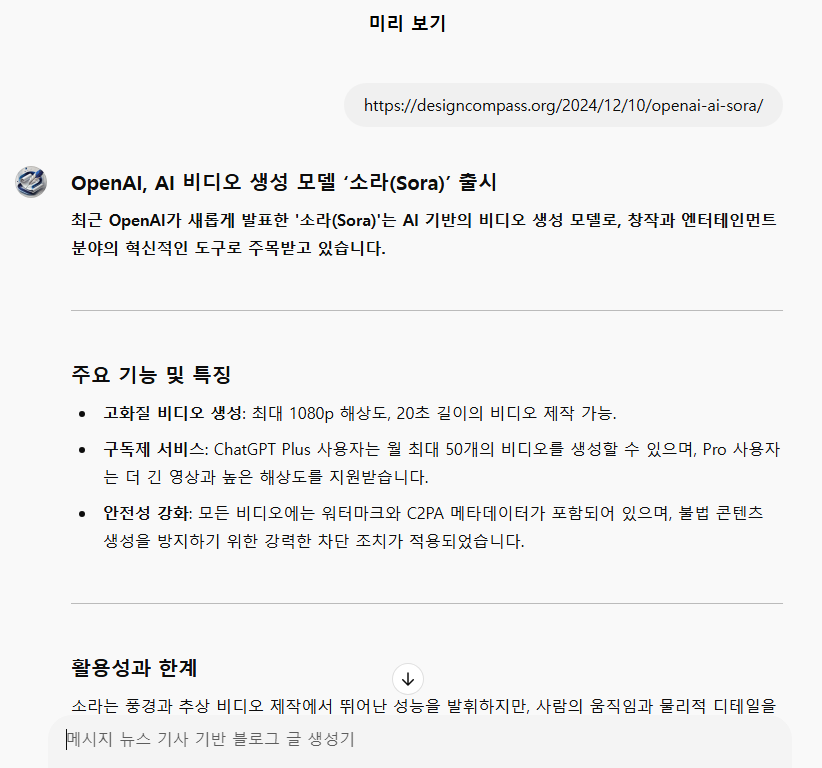 미리 보기
https://designcompass.org/2024/12/10/openai-ai-sora/
OpenAI, AI 비디오 생성 모델 ‘소라(Sora)’ 출시
최근 OpenAI가 새롭게 발표한 '소라(Sora)'는 AI 기반의 비디오 생성 모델로, 창작과 엔터테인먼트
분야의 혁신적인 도구로 주목받고 있습니다.
주요 기능 및 특징
• 고화질 비디오 생성: 최대 1080p 해상도, 20초 길이의 비디오 제작 가능.
• 구독제 서비스: ChatGPT Plus 사용자는 월 최대 50개의 비디오를 생성할 수 있으며, Pro 사용자
는 더 긴 영상과 높은 해상도를 지원받습니다.
• 안전성 강화: 모든 비디오에는 워터마크와 C2PA 메타데이터가 포함되어 있으며, 불법 콘텐츠
생성을 방지하기 위한 강력한 차단 조치가 적용되었습니다.
활용성과 한계
소라는 풍경과 추상 비디오 제작에서 뛰어난 성능을 발휘하지만, 사람의 움직임과 물리적 디테일을
메시지 뉴스 기사 기반 블로그 글 생성기